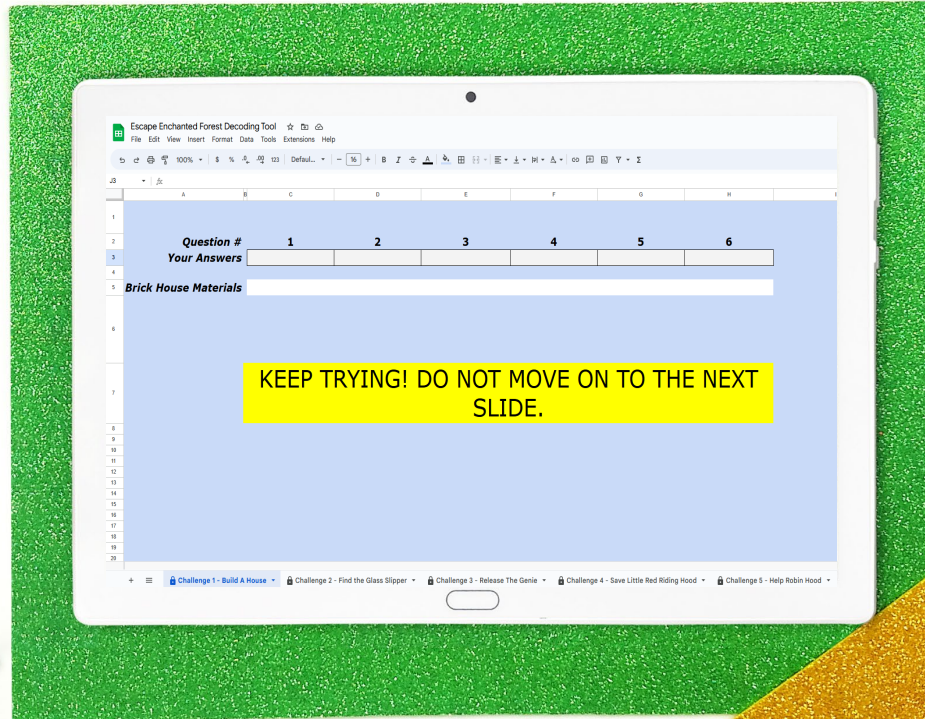 Escape Enchanted Forest Decoding Tool
File Edit View Insert Format Data Tools Extensions Help
100% $ % .0 .00 123 Defaul... - 16 + B I A
J3 fx
A B C D E F G H
1
2 Question # 1 2 3 4 5 6
3 Your Answers
4
5 Brick House Materials
6
7 KEEP TRYING! DO NOT MOVE ON TO THE NEXT
SLIDE.
8
9
10
11
12
13
14
15
16
17
18
19
20
+ Challenge 1 - Build A House Challenge 2 - Find the Glass Slipper Challenge 3 - Release The Genie Challenge 4 - Save Little Red Riding Hood Challenge 5 - Help Robin Hood